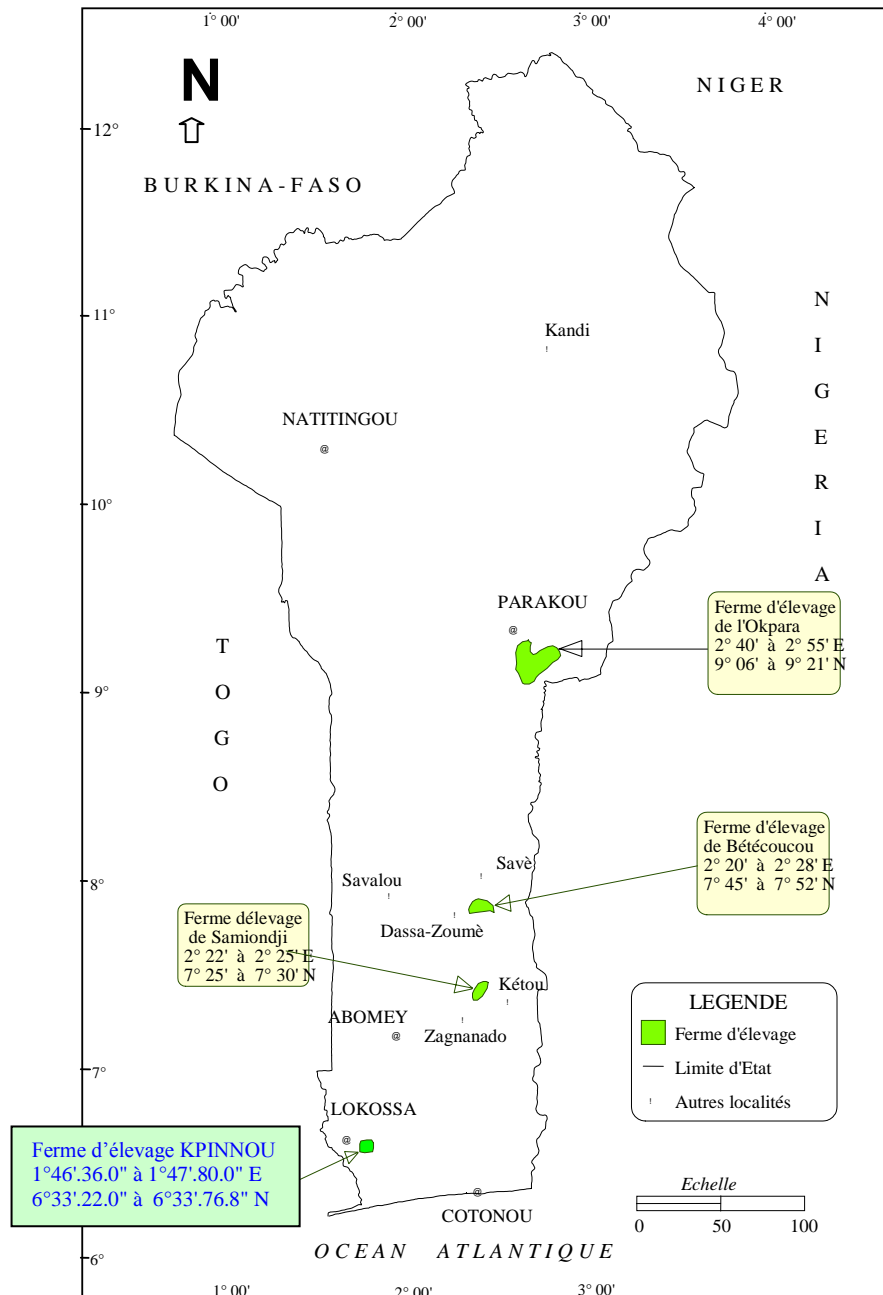 1° 00'
2° 00'
3° 00'
4° 00'
N
NIGER
12°
BURKINA-FASO
11°
NIGERIA
Kandi
NATITINGOU
@
10°
PARAKOU
@
Ferme d'élevage
de l'Okpara
2° 40' à 2° 55' E
9° 06' à 9° 21' N
TOGO
9°
Ferme d'élevage
de Bétécoucou
2° 20' à 2° 28' E
7° 45' à 7° 52' N
Savè
8°
Savalou
Dassa-Zoumè
Ferme délevage
de Samiondji
2° 22' à 2° 25' E
7° 25' à 7° 30' N
Kétou
ABOMEY
@
Zagnanado
LEGENDE
Ferme d'élevage
Limite d'Etat
! Autres localités
7°
LOKOSSA
@
Ferme d’élevage KPINNOU
1°46'.36.0" à 1°47'.80.0" E
6°33'.22.0" à 6°33'.76.8" N
@
COTONOU
Echelle
0 50 100
OCEAN ATLANTIQUE
6°
1° 00'
2° 00'
3° 00'